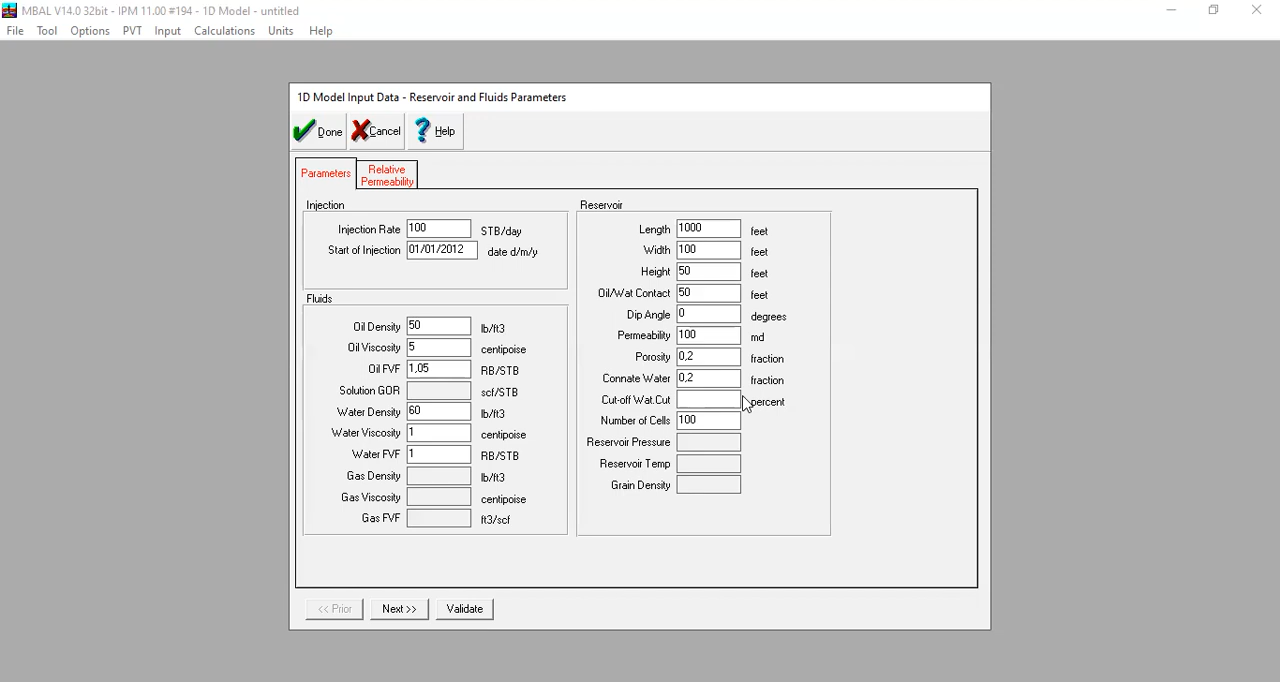 MBAL V14.0 32bit - IPM 11.00 #194 - 1D Model - untitled
File Tool Options PVT Input Calculations Units Help
1D Model Input Data - Reservoir and Fluids Parameters
Done Cancel Help
Parameters
Relative
Permeability
Injection
Injection Rate 100 STB/day
Start of Injection 01/01/2012 date d/m/y
Fluids
Oil Density 50 lb/ft3
Oil Viscosity 5 centipoise
Oil FVF 1,05 RB/STB
Solution GOR scf/STB
Water Density 60 lb/ft3
Water Viscosity 1 centipoise
Water FVF 1 RB/STB
Gas Density lb/ft3
Gas Viscosity centipoise
Gas FVF ft3/scf
Reservoir
Length 1000 feet
Width 100 feet
Height 50 feet
Oil/Wat Contact 50 feet
Dip Angle 0 degrees
Permeability 100 md
Porosity 0,2 fraction
Connate Water 0,2 fraction
Cut-off Wat.Cut percent
Number of Cells 100
Reservoir Pressure
Reservoir Temp
Grain Density
<< Prior Next >> Validate